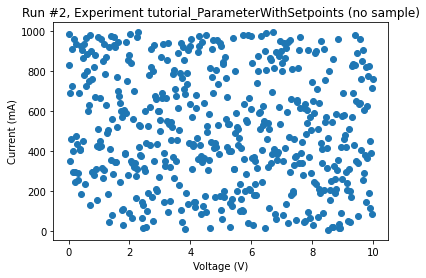 Run #2, Experiment tutorial_ParameterWithSetpoints (no sample)
1000
800
600
400
200
0
Current (mA)
0 2 4 6 8 10
Voltage (V)